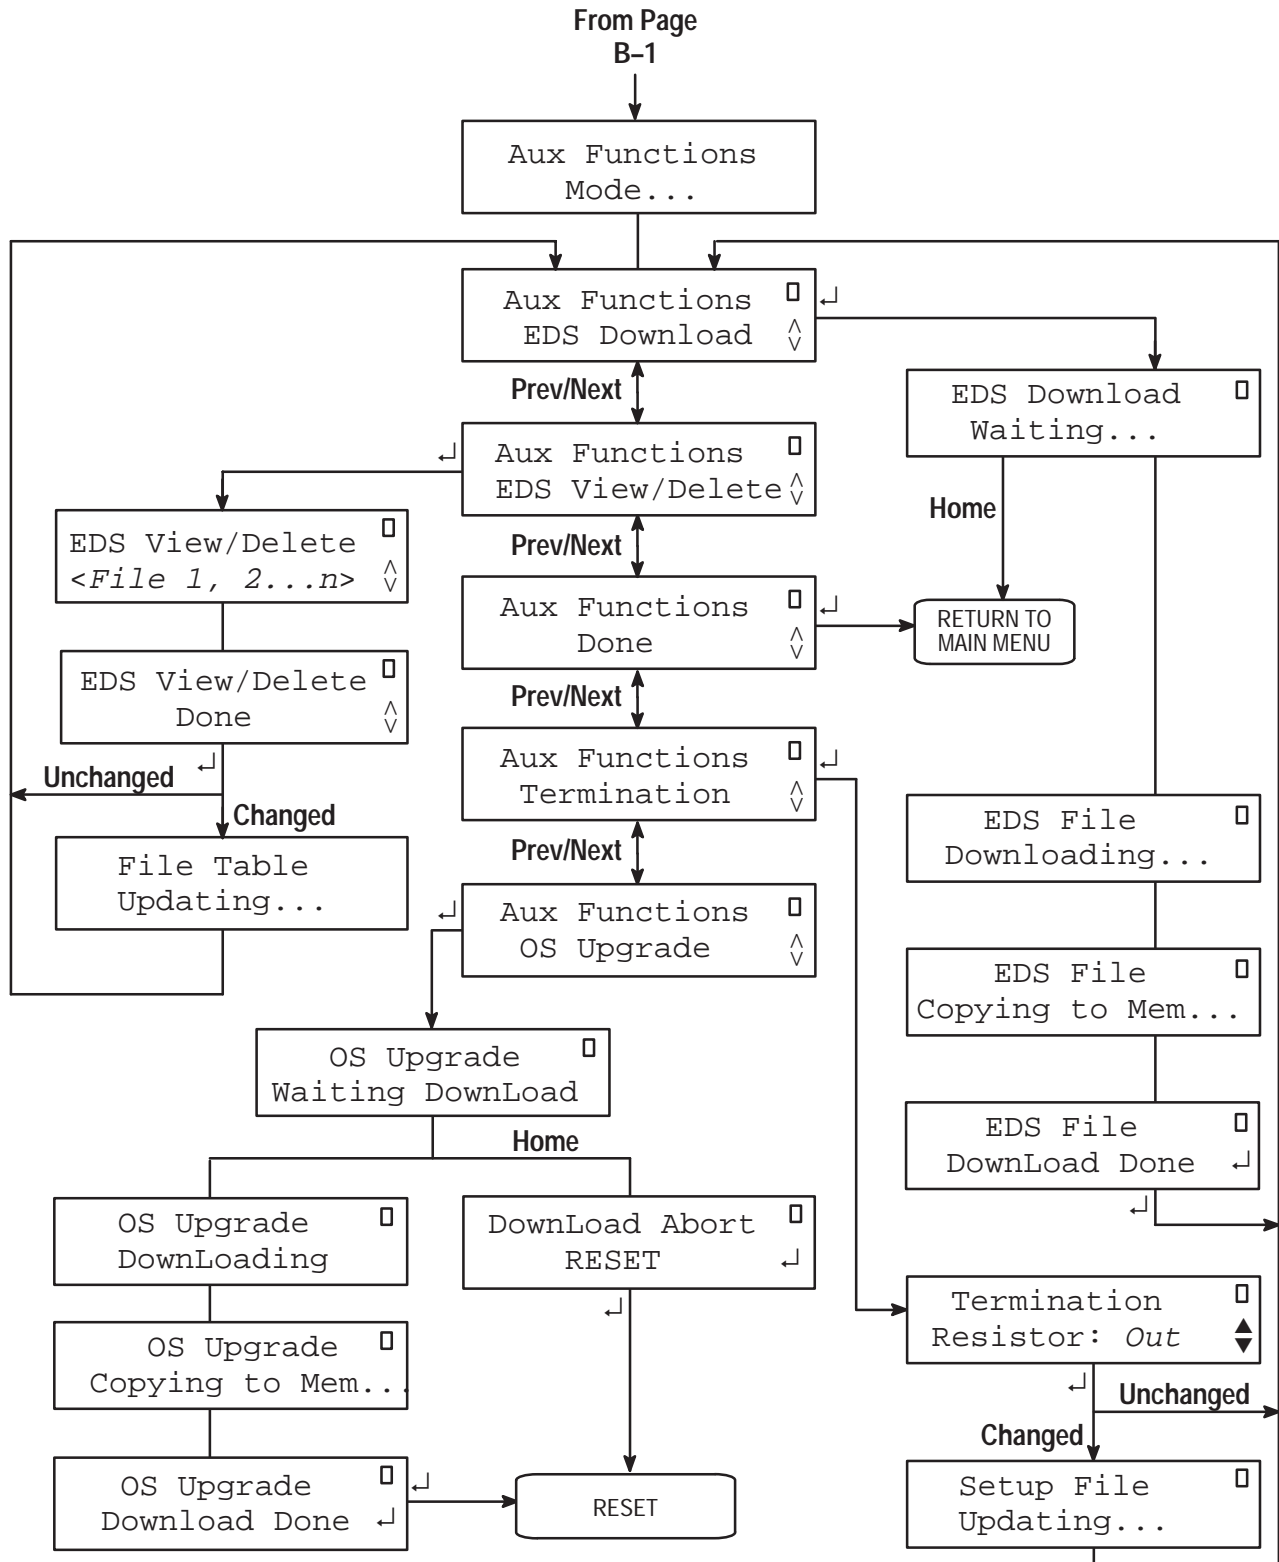 From Page
B–1
Aux Functions
Mode...
Aux Functions
EDS Download
Prev/Next
EDS Download
Waiting...
Aux Functions
EDS View/Delete
Home
EDS View/Delete
<File 1, 2...n>
Prev/Next
Aux Functions
Done
RETURN TO
MAIN MENU
EDS View/Delete
Done
Prev/Next
Aux Functions
Termination
Unchanged
Changed
EDS File
Downloading...
File Table
Updating...
Prev/Next
Aux Functions
OS Upgrade
EDS File
Copying to Mem...
OS Upgrade
Waiting DownLoad
Home
EDS File
DownLoad Done
OS Upgrade
DownLoading
DownLoad Abort
RESET
Termination
Resistor: Out
OS Upgrade
Copying to Mem...
Unchanged
Changed
OS Upgrade
Download Done
RESET
Setup File
Updating...